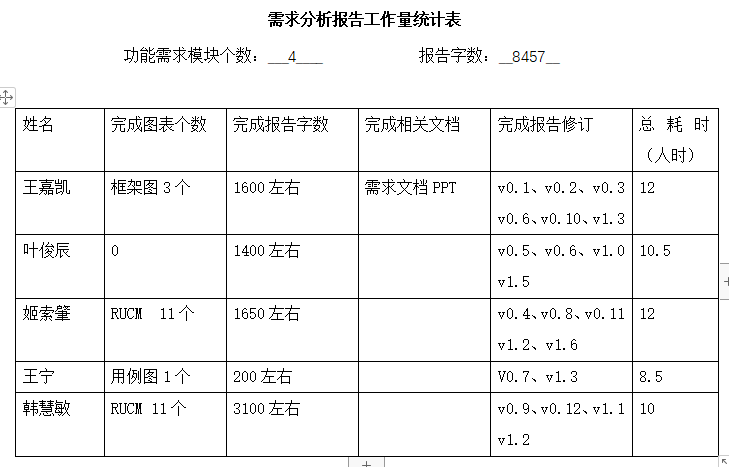 需求分析报告工作量统计表
功能需求模块个数：__4___ 报告字数：__8457__
姓名 完成图表个数 完成报告字数 完成相关文档 完成报告修订 总耗时
（人时）
王嘉凯 框架图 3 个 1600 左右 需求文档 PPT v0.1、v0.2、v0.3 12
v0.6、v0.10、v1.3
叶俊辰 0 1400 左右 v0.5、v0.6、v1.0 10.5
v1.5
姬索肇 RUCM 11 个 1650 左右 v0.4、v0.8、v0.11 12
v1.2、v1.6
王宁 用例图 1 个 200 左右 V0.7、v1.3 8.5
韩慧敏 RUCM 11 个 3100 左右 v0.9、v0.12、v1.1 10
v1.2